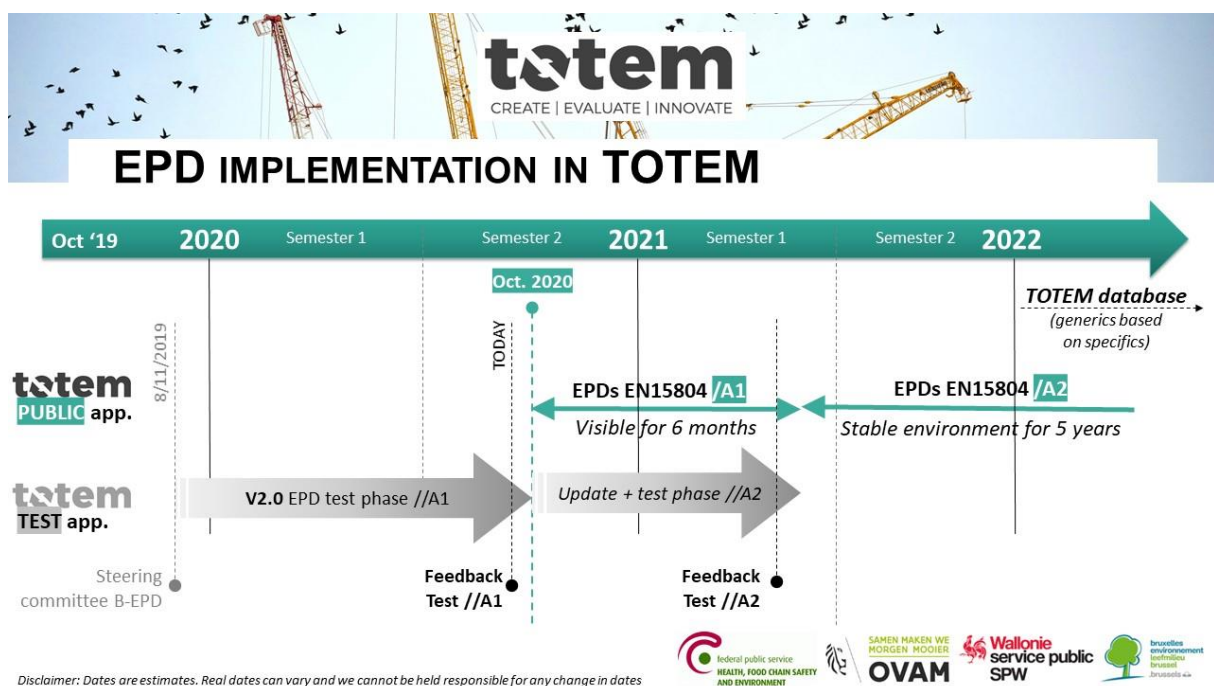 totem
CREATE | EVALUATE | INNOVATE
EPD IMPLEMENTATION IN TOTEM
Oct ‘19
2020
Semester 1
Semester 2
2021
Semester 1
Semester 2
2022
Oct. 2020
TOTEM database
(generics based
on specifics)
8/11/2019
TODAY
totem
PUBLIC app.
EPDs EN15804 /A1
Visible for 6 months
EPDs EN15804 /A2
Stable environment for 5 years
totem
TEST app.
V2.0 EPD test phase //A1
Update + test phase //A2
Steering
committee B-EPD
Feedback
Test //A1
Feedback
Test //A2
federal public service
HEALTH, FOOD CHAIN SAFETY
AND ENVIRONMENT
SAMEN MAKEN WE
MORGEN MOOIER
OVAM
Wallonie
service public
SPW
bruxelles
environnement
leefmilieu
brussel
.brussels
Disclaimer: Dates are estimates. Real dates can vary and we cannot be held responsible for any change in dates